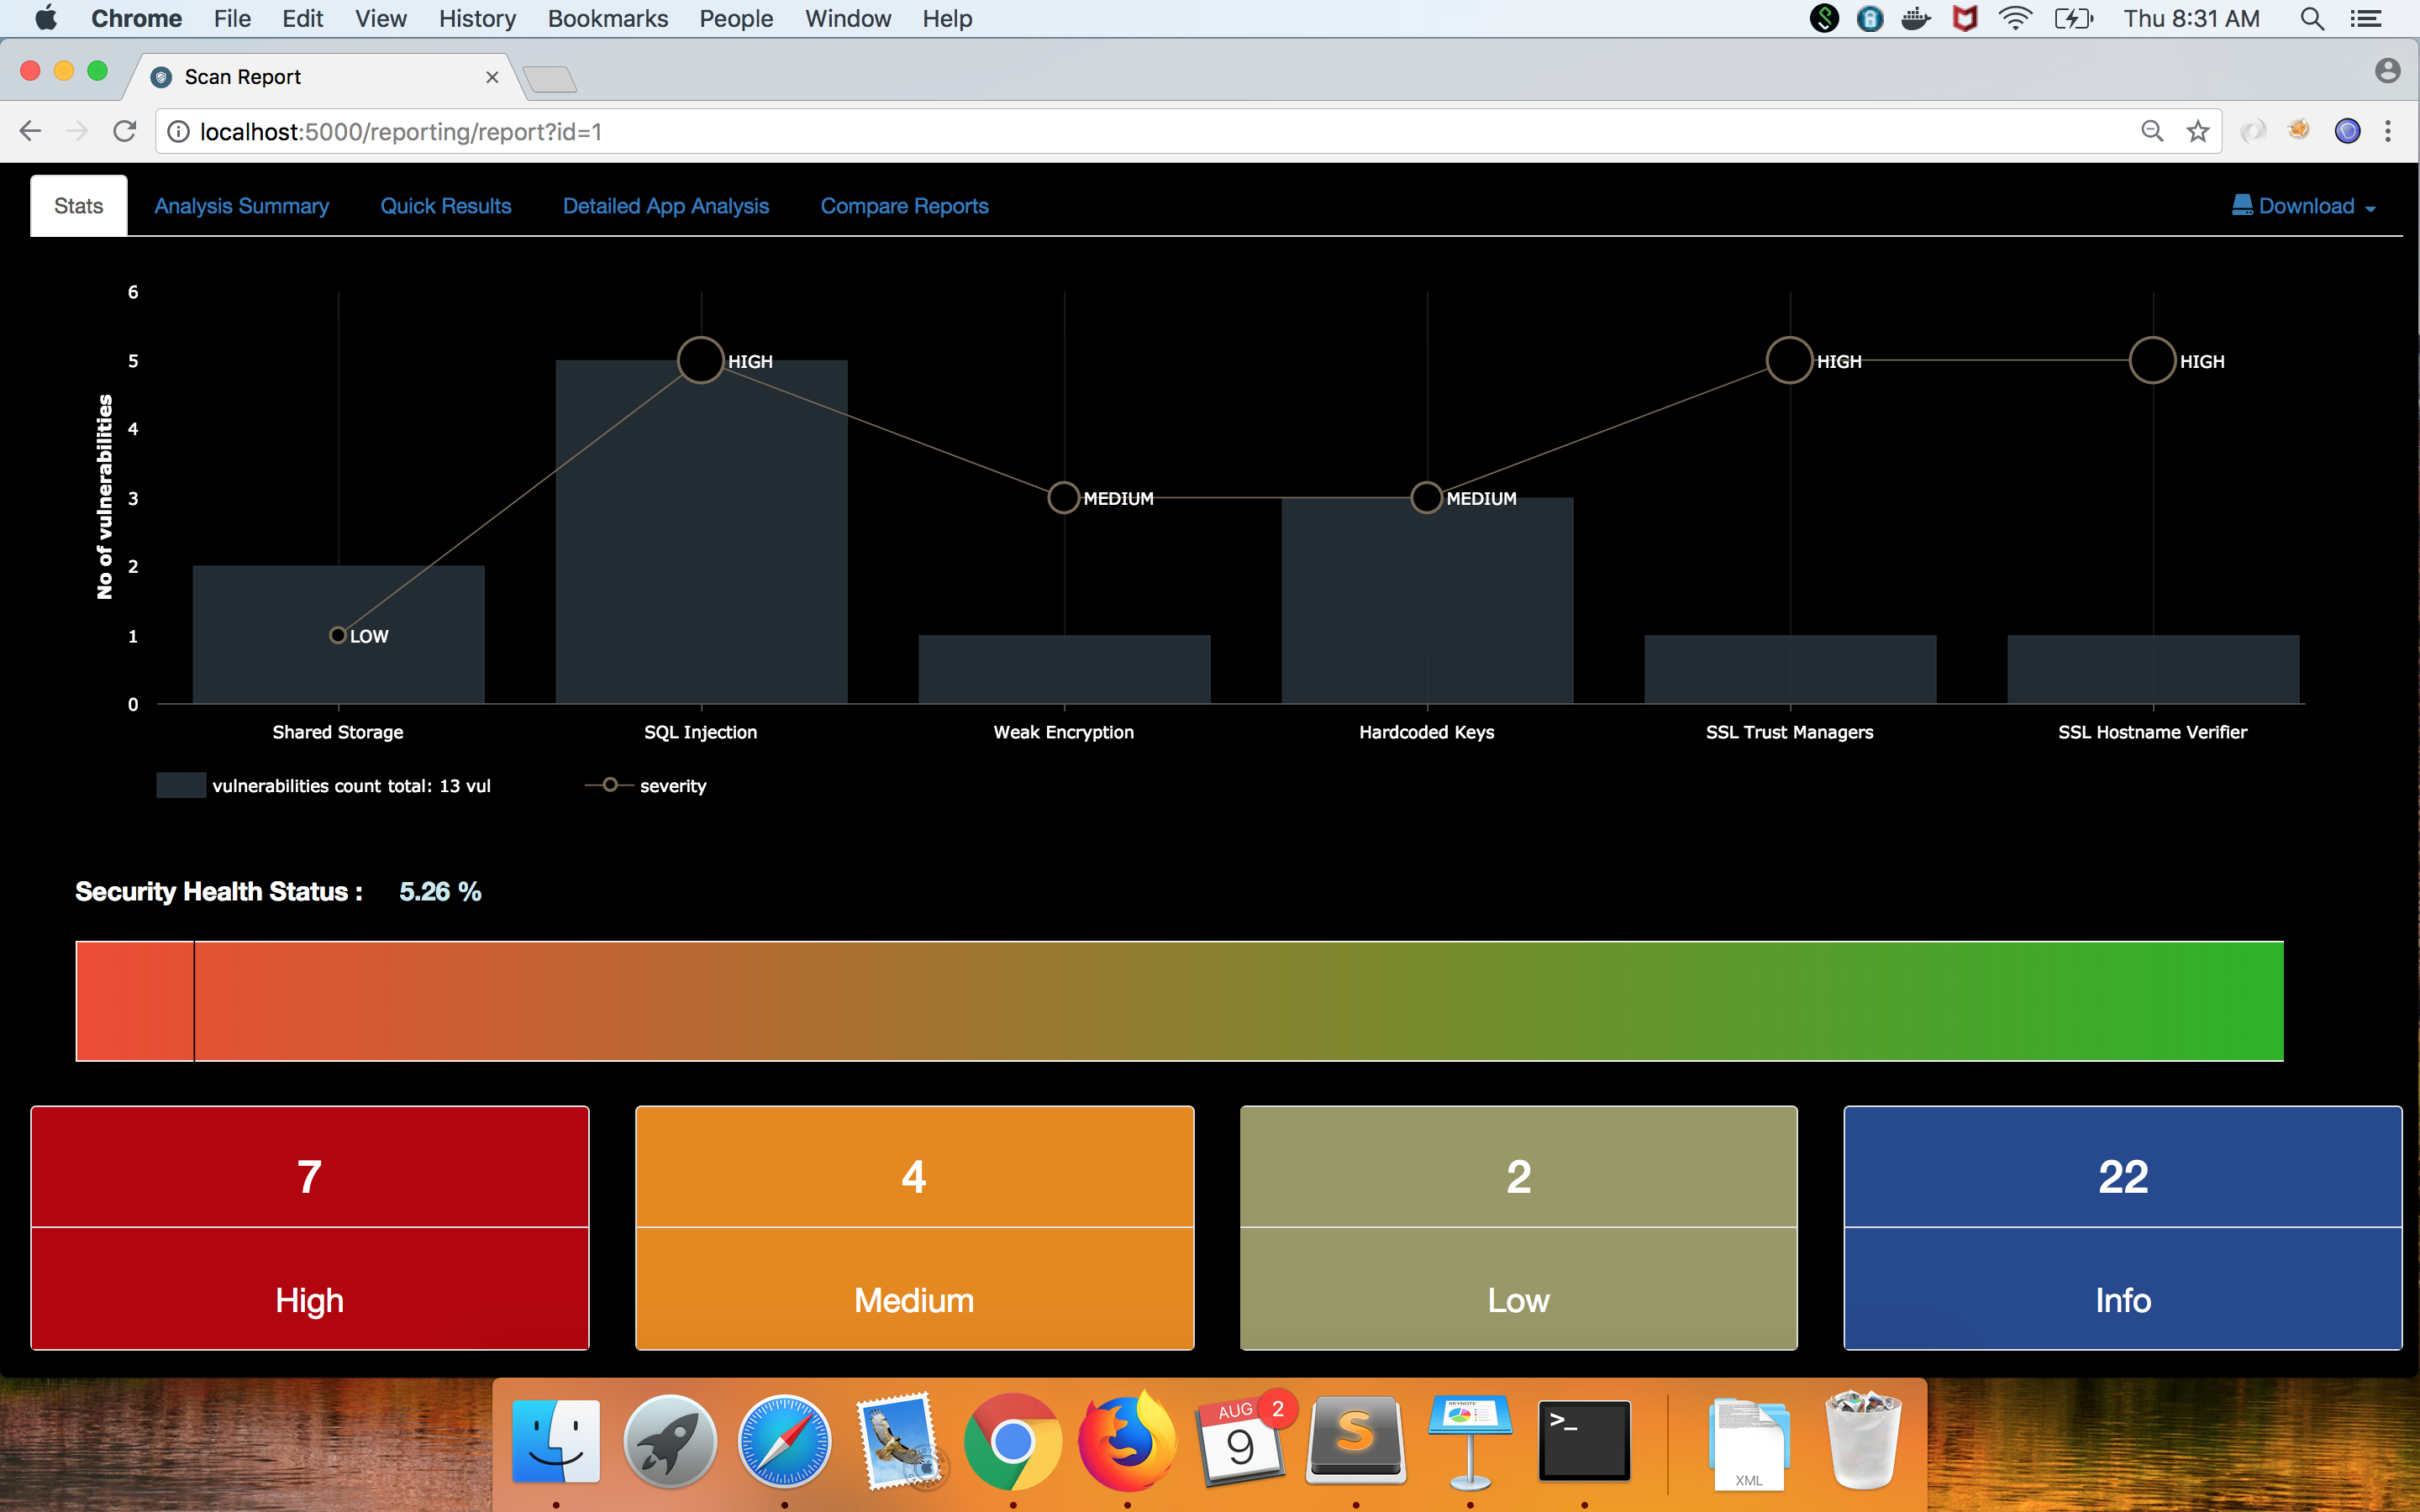 Chrome File Edit View History Bookmarks People Window Help Thu 8:31 AM
Scan Report
localhost:5000/reporting/report?id=1
Stats Analysis Summary Quick Results Detailed App Analysis Compare Reports Download
6
5
4
3
2
1
0
No of vulnerabilities
HIGH HIGH HIGH
MEDIUM MEDIUM
LOW
Shared Storage SQL Injection Weak Encryption Hardcoded Keys SSL Trust Managers SSL Hostname Verifier
vulnerabilities count total: 13 vul severity
Security Health Status : 5.26 %
7 4 2 22
High Medium Low Info
AUG 2
9
S
KEYNOTE
>_
XML